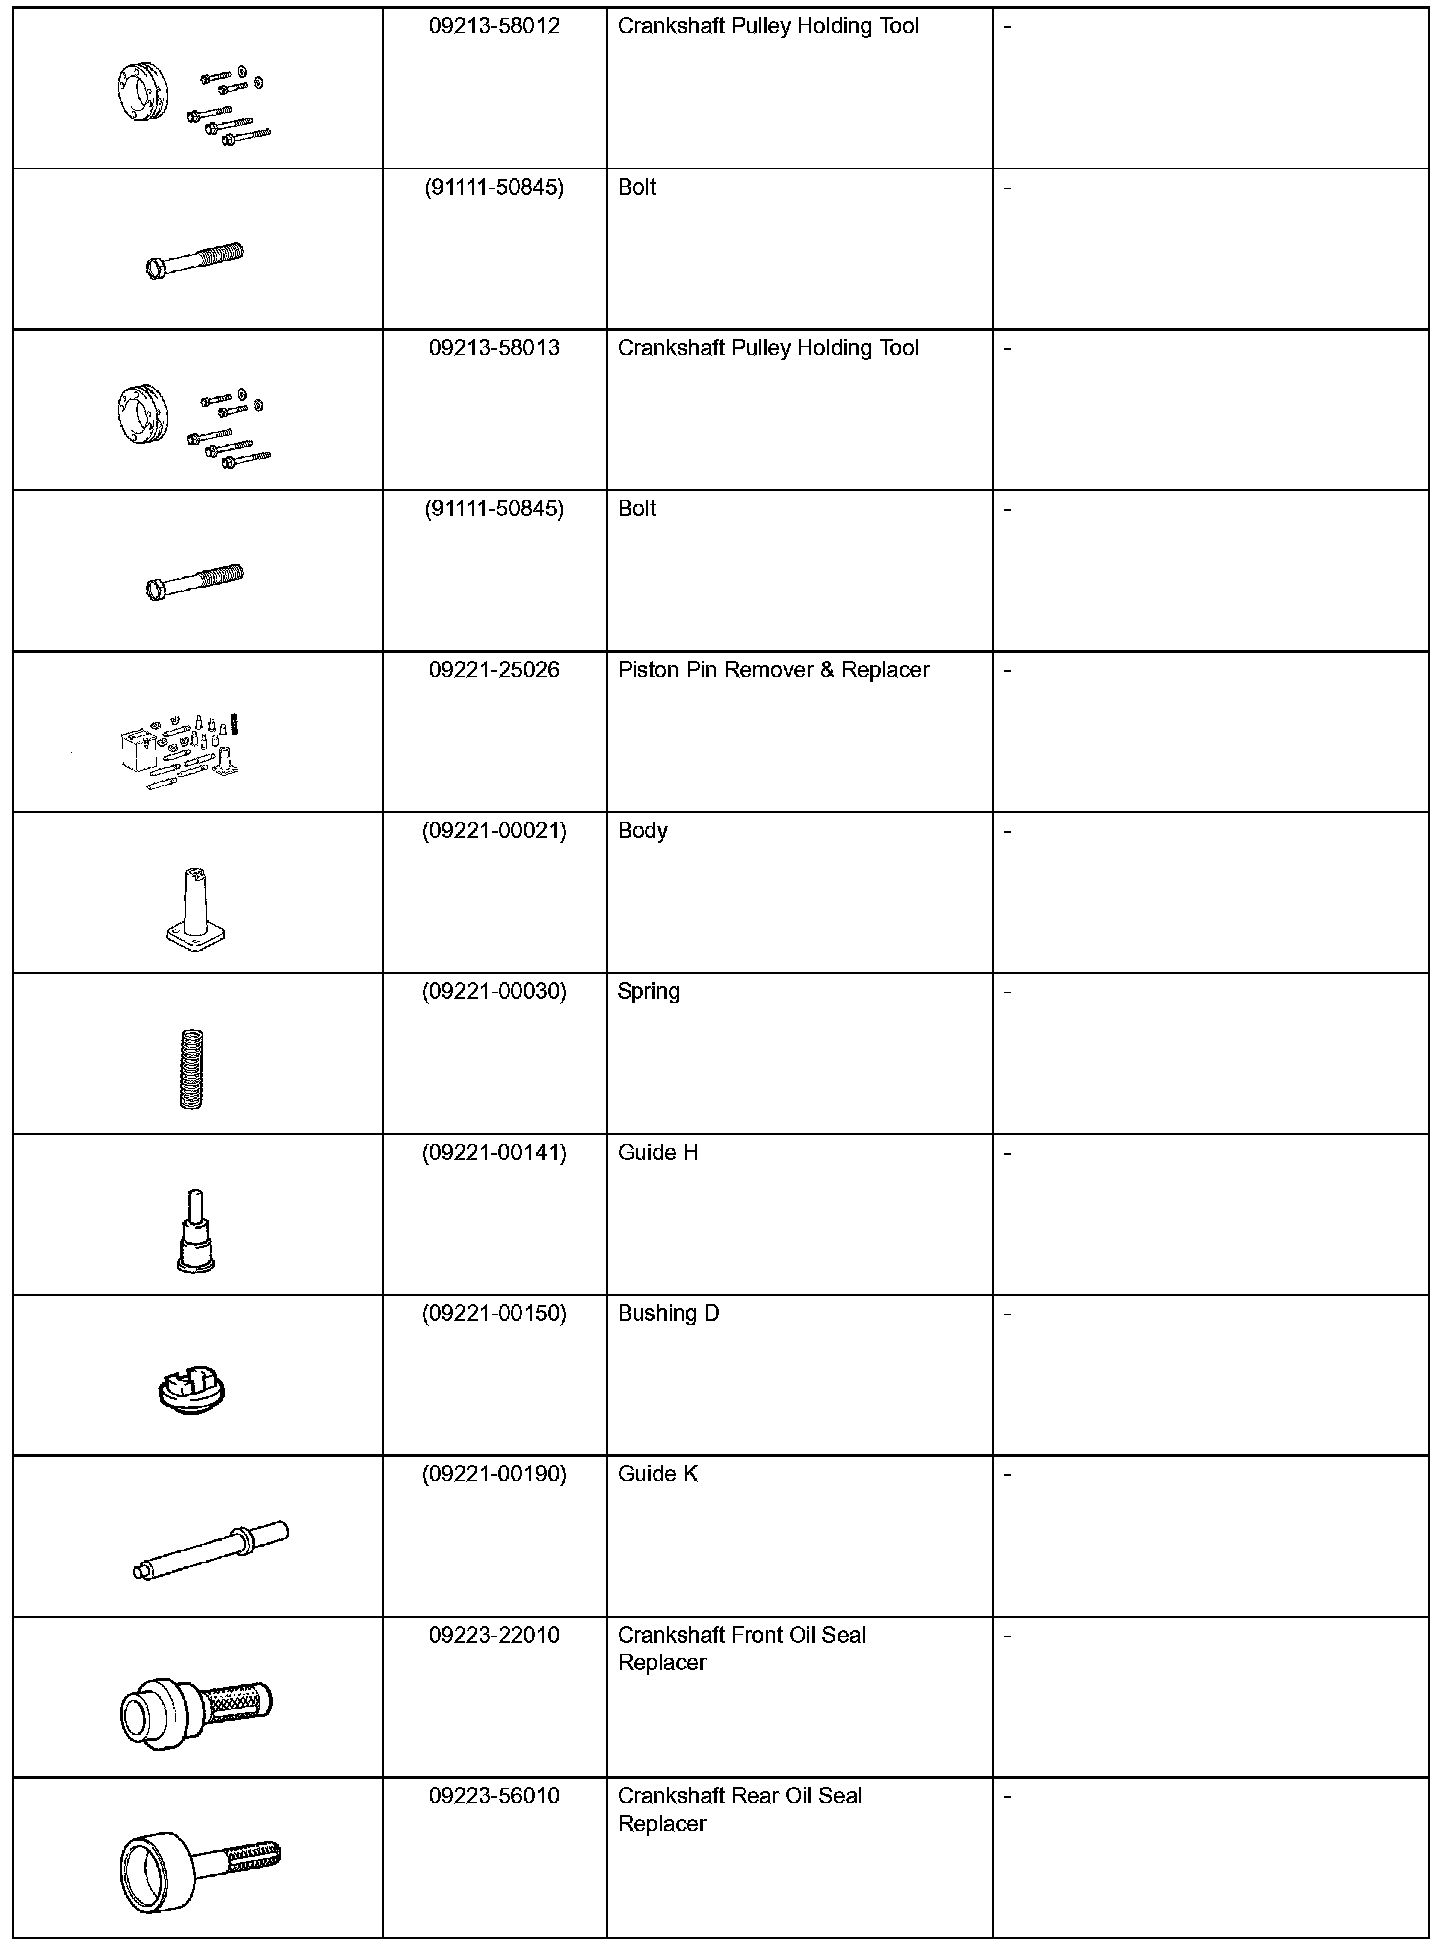 09213-58012 Crankshaft Pulley Holding Tool -
(91111-50845) Bolt -
09213-58013 Crankshaft Pulley Holding Tool -
(91111-50845) Bolt -
09221-25026 Piston Pin Remover & Replacer -
(09221-00021) Body -
(09221-00030) Spring -
(09221-00141) Guide H -
(09221-00150) Bushing D -
(09221-00190) Guide K -
09223-22010 Crankshaft Front Oil Seal -
Replacer
09223-56010 Crankshaft Rear Oil Seal -
Replacer